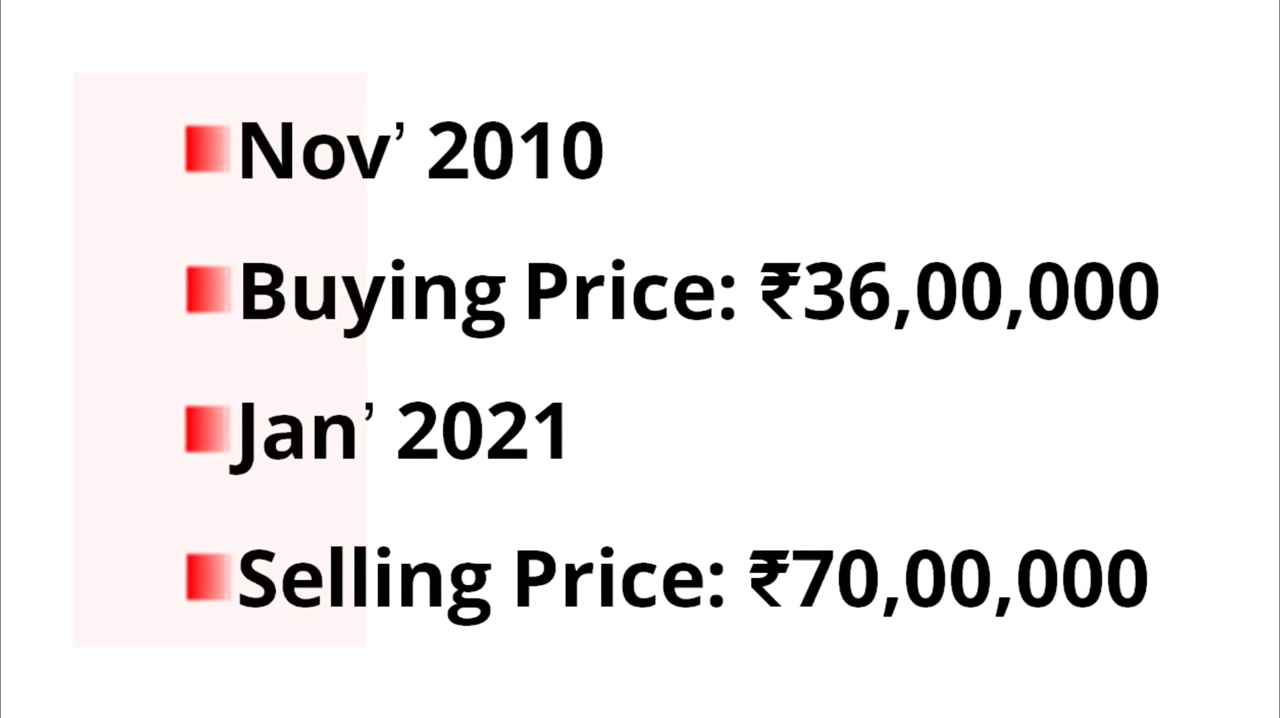 Nov’ 2010
Buying Price: ₹36,00,000
Jan’ 2021
Selling Price: ₹70,00,000